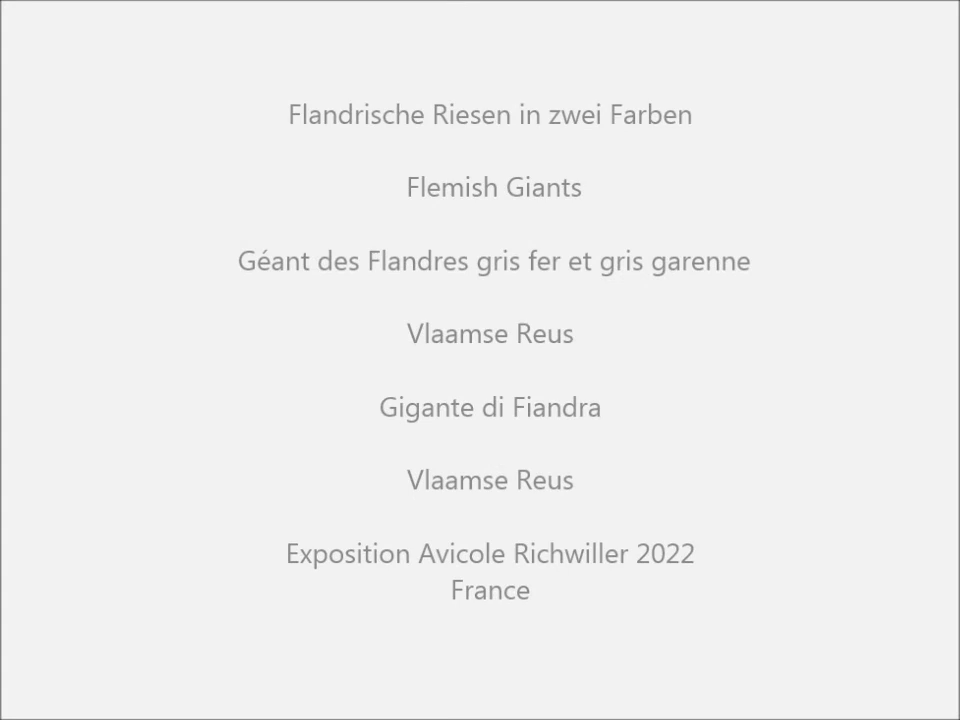 Flandrische Riesen in zwei Farben
Flemish Giants
Géant des Flandres gris fer et gris garenne
Vlaamse Reus
Gigante di Fiandra
Vlaamse Reus
Exposition Avicole Richwiller 2022
France